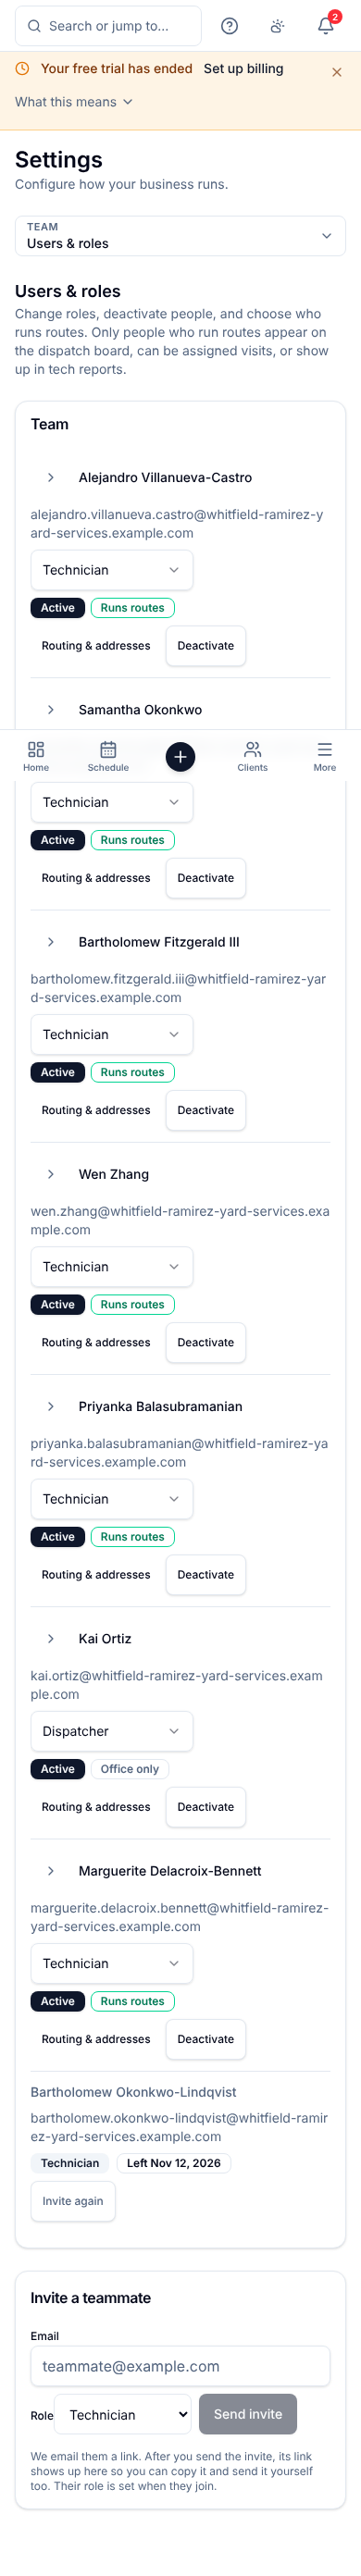 Search or jump to...
2
Your free trial has ended Set up billing
What this means
Settings
Configure how your business runs.
TEAM
Users & roles
Users & roles
Change roles, deactivate people, and choose who
runs routes. Only people who run routes appear on
the dispatch board, can be assigned visits, or show
up in tech reports.
Team
Alejandro Villanueva-Castro
alejandro.villanueva.castro@whitfield-ramirez-y
ard-services.example.com
Technician
Active Runs routes
Routing & addresses Deactivate
Samantha Okonkwo
Home Schedule Clients More
Technician
Active Runs routes
Routing & addresses Deactivate
Bartholomew Fitzgerald III
bartholomew.fitzgerald.iii@whitfield-ramirez-yar
d-services.example.com
Technician
Active Runs routes
Routing & addresses Deactivate
Wen Zhang
wen.zhang@whitfield-ramirez-yard-services.exa
mple.com
Technician
Active Runs routes
Routing & addresses Deactivate
Priyanka Balasubramanian
priyanka.balasubramanian@whitfield-ramirez-ya
rd-services.example.com
Technician
Active Runs routes
Routing & addresses Deactivate
Kai Ortiz
kai.ortiz@whitfield-ramirez-yard-services.exam
ple.com
Dispatcher
Active Office only
Routing & addresses Deactivate
Marguerite Delacroix-Bennett
marguerite.delacroix.bennett@whitfield-ramirez-
yard-services.example.com
Technician
Active Runs routes
Routing & addresses Deactivate
Bartholomew Okonkwo-Lindqvist
bartholomew.okonkwo-lindqvist@whitfield-ramir
ez-yard-services.example.com
Technician Left Nov 12, 2026
Invite again
Invite a teammate
Email
teammate@example.com
Role Technician Send invite
We email them a link. After you send the invite, its link
shows up here so you can copy it and send it yourself
too. Their role is set when they join.